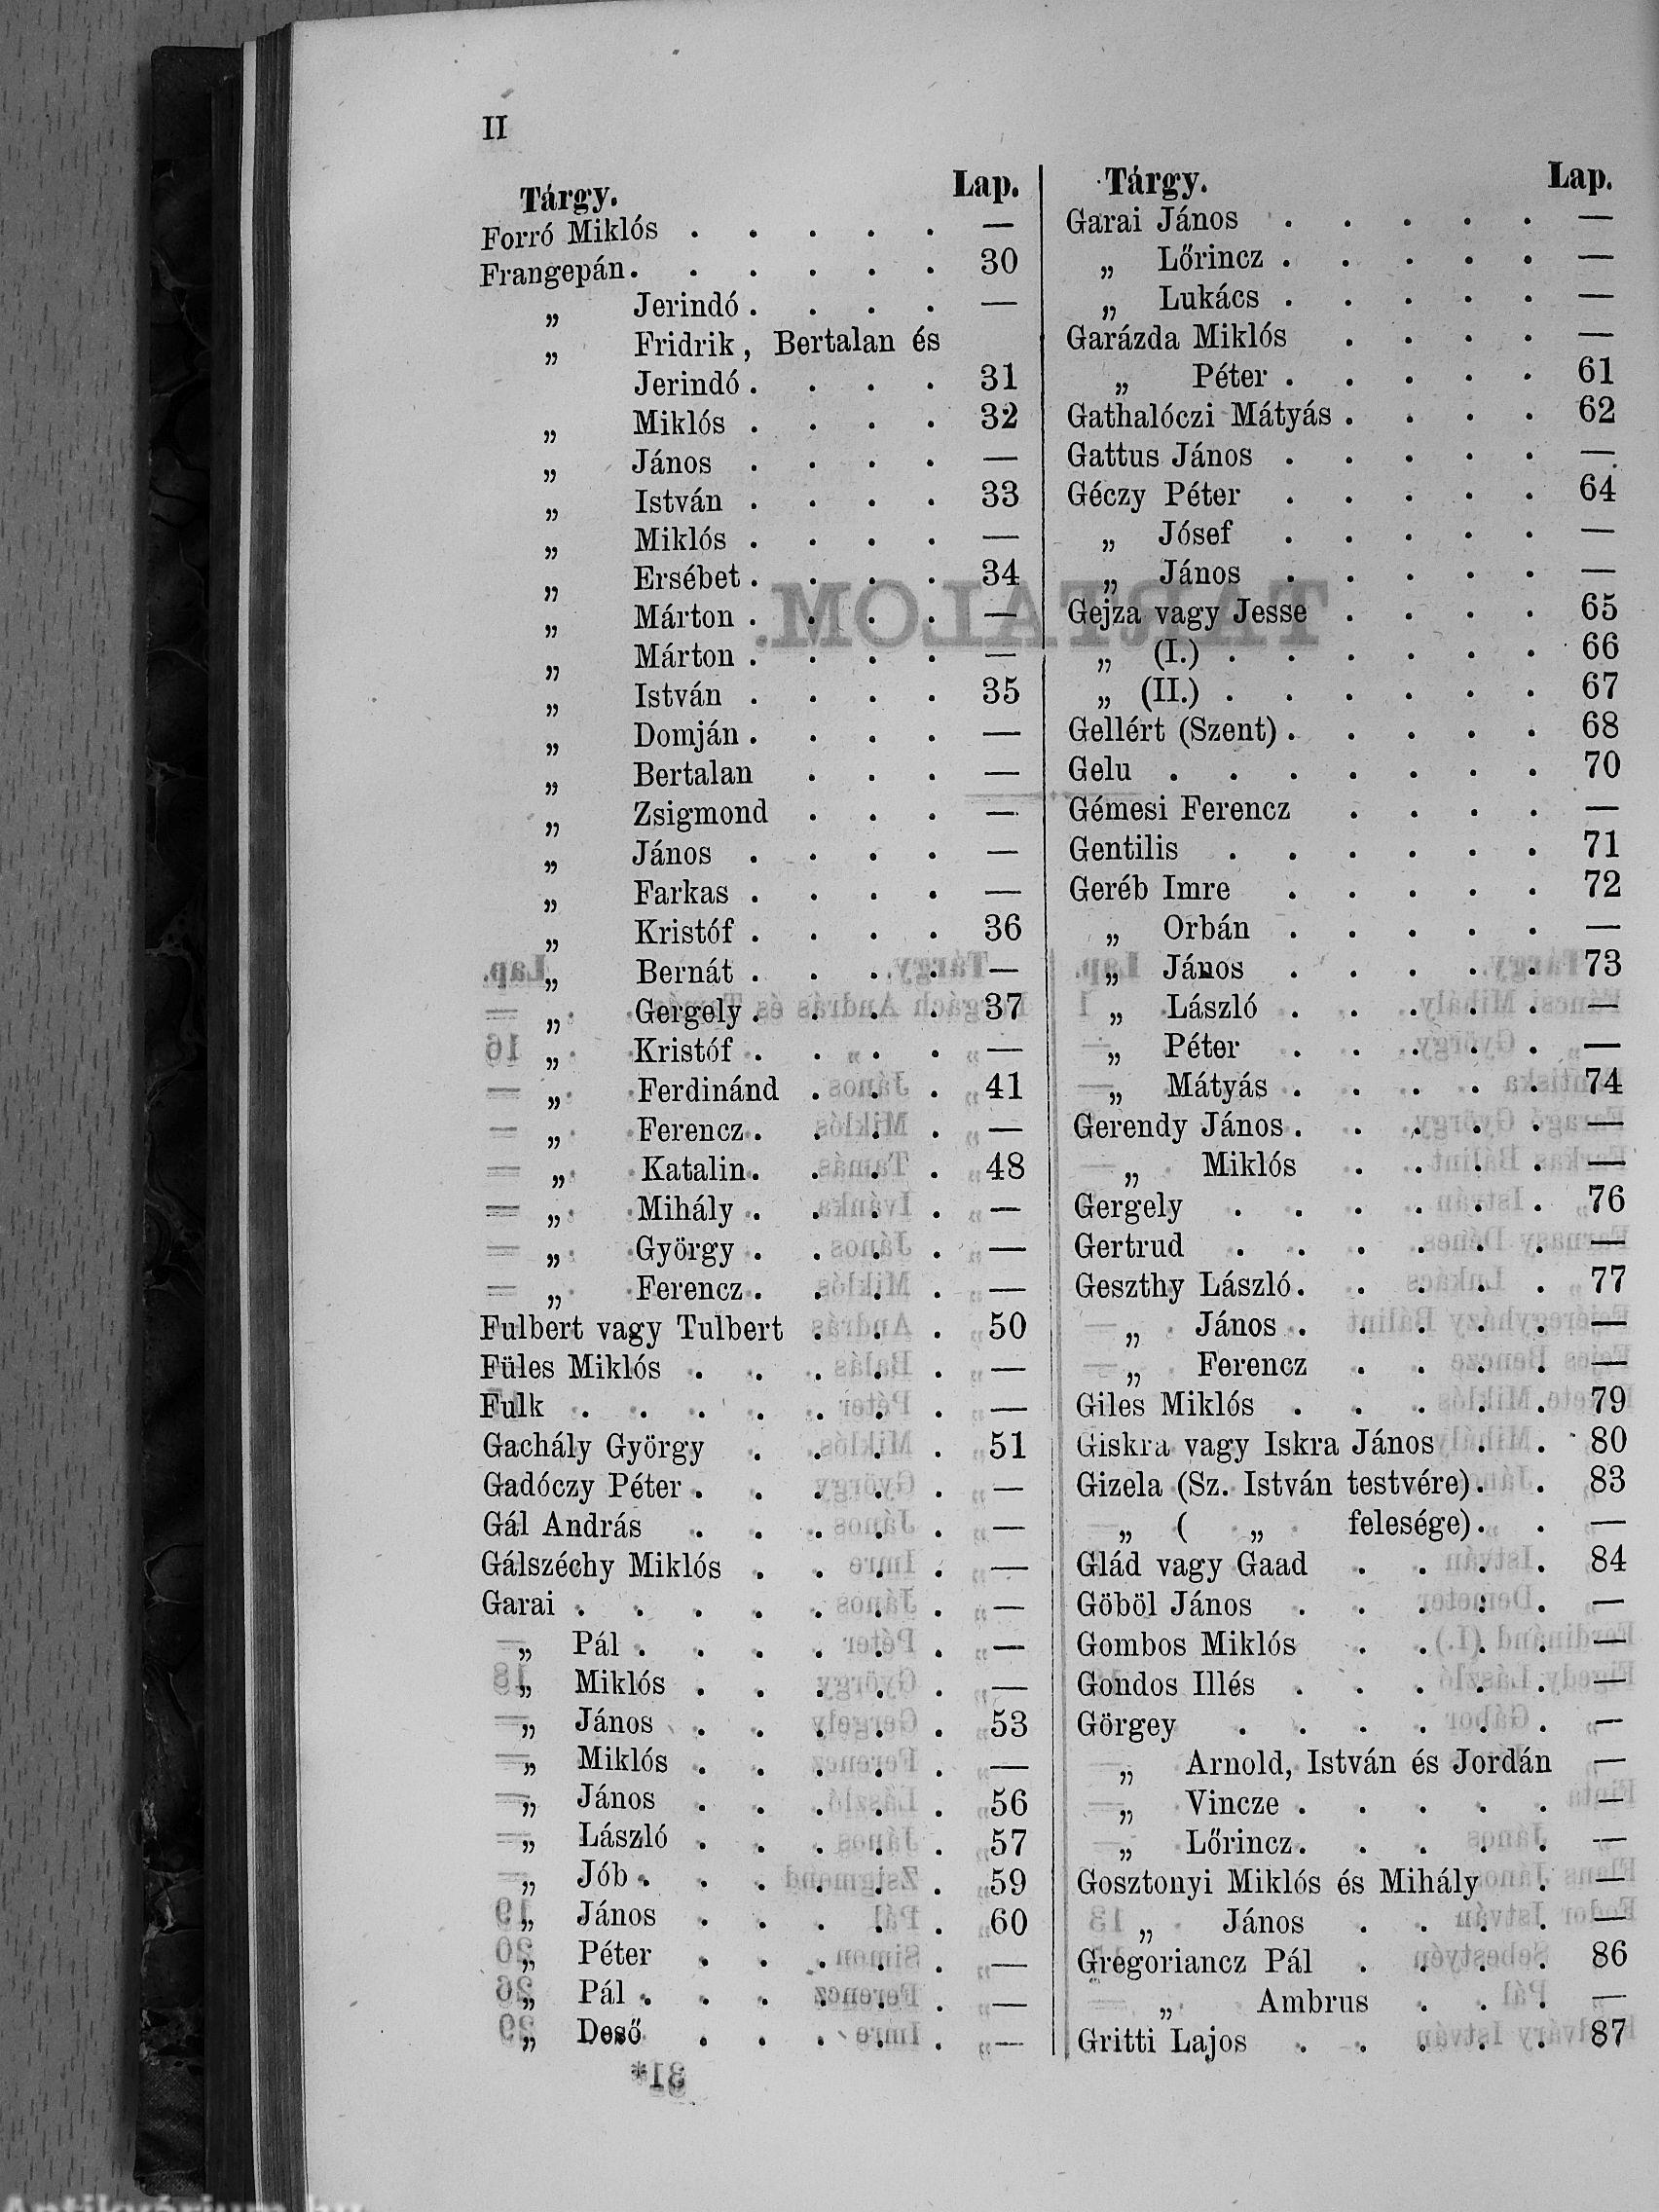 II
Tárgy. Lap.
Forró Miklós . . . . . —
Frangepán . . . . . . 30
„ Jerindó . . . . —
„ Fridrik, Bertalan és
Jerindó . . . . 31
„ Miklós . . . . 32
„ János . . . . —
„ István . . . . 33
„ Miklós . . . . —
„ Ersébet . . . . 34
„ Márton . . . . —
„ Márton . . . . —
„ István . . . . 35
„ Domján . . . . —
„ Bertalan . . . —
„ Zsigmond . . . —
„ János . . . . —
„ Farkas . . . . —
„ Kristóf . . . . 36
„ Bernát . . . . —
„ Gergely . . . . 37
„ Kristóf . . . . —
„ Ferdinánd . . . 41
„ Ferencz . . . . —
„ Katalin . . . . 48
„ Mihály . . . . —
„ György . . . . —
„ Ferencz . . . . —
Fulbert vagy Tulbert . . . 50
Füles Miklós . . . . . —
Fulk . . . . . . . —
Gachály György . . . . 51
Gadóczy Péter . . . . . —
Gál András . . . . . —
Gálszéchy Miklós . . . . —
Garai . . . . . . . —
„ Pál . . . . . . —
„ Miklós . . . . . —
„ János . . . . . 53
„ Miklós . . . . . —
„ János . . . . . 56
„ László . . . . . 57
„ Jób . . . . . . 59
„ János . . . . . 60
„ Péter . . . . . —
„ Pál . . . . . . —
„ Deső . . . . . —
Tárgy. Lap.
Garai János . . . . . —
„ Lőrincz . . . . . —
„ Lukács . . . . . —
Garázda Miklós . . . . —
„ Péter . . . . . 61
Gathalóczi Mátyás . . . . 62
Gattus János . . . . . —
Géczy Péter . . . . . 64
„ Jósef . . . . . —
„ János . . . . . —
Gejza vagy Jesse . . . . 65
„ (I.) . . . . . . 66
„ (II.) . . . . . . 67
Gellért (Szent) . . . . . 68
Gelu . . . . . . . 70
Gémesi Ferencz . . . . —
Gentilis . . . . . . 71
Geréb Imre . . . . . 72
„ Orbán . . . . . —
„ János . . . . . 73
„ László . . . . . —
„ Péter . . . . . —
„ Mátyás . . . . . 74
Gerendy János . . . . . —
„ Miklós . . . . —
Gergely . . . . . . 76
Gertrud . . . . . . —
Geszthy László . . . . . 77
„ János . . . . . —
„ Ferencz . . . . —
Giles Miklós . . . . . 79
Giskra vagy Iskra János . . 80
Gizela (Sz. István testvére) . . 83
„ ( „ felesége) . . —
Glád vagy Gaad . . . . 84
Göböl János . . . . . —
Gombos Miklós . . . . —
Gondos Illés . . . . . —
Görgey . . . . . . —
„ Arnold, István és Jordán —
„ Vincze . . . . . —
„ Lőrincz . . . . . —
Gosztonyi Miklós és Mihály . —
„ János . . . . —
Gregoriancz Pál . . . . 86
„ Ambrus . . . —
Gritti Lajos . . . . . 87